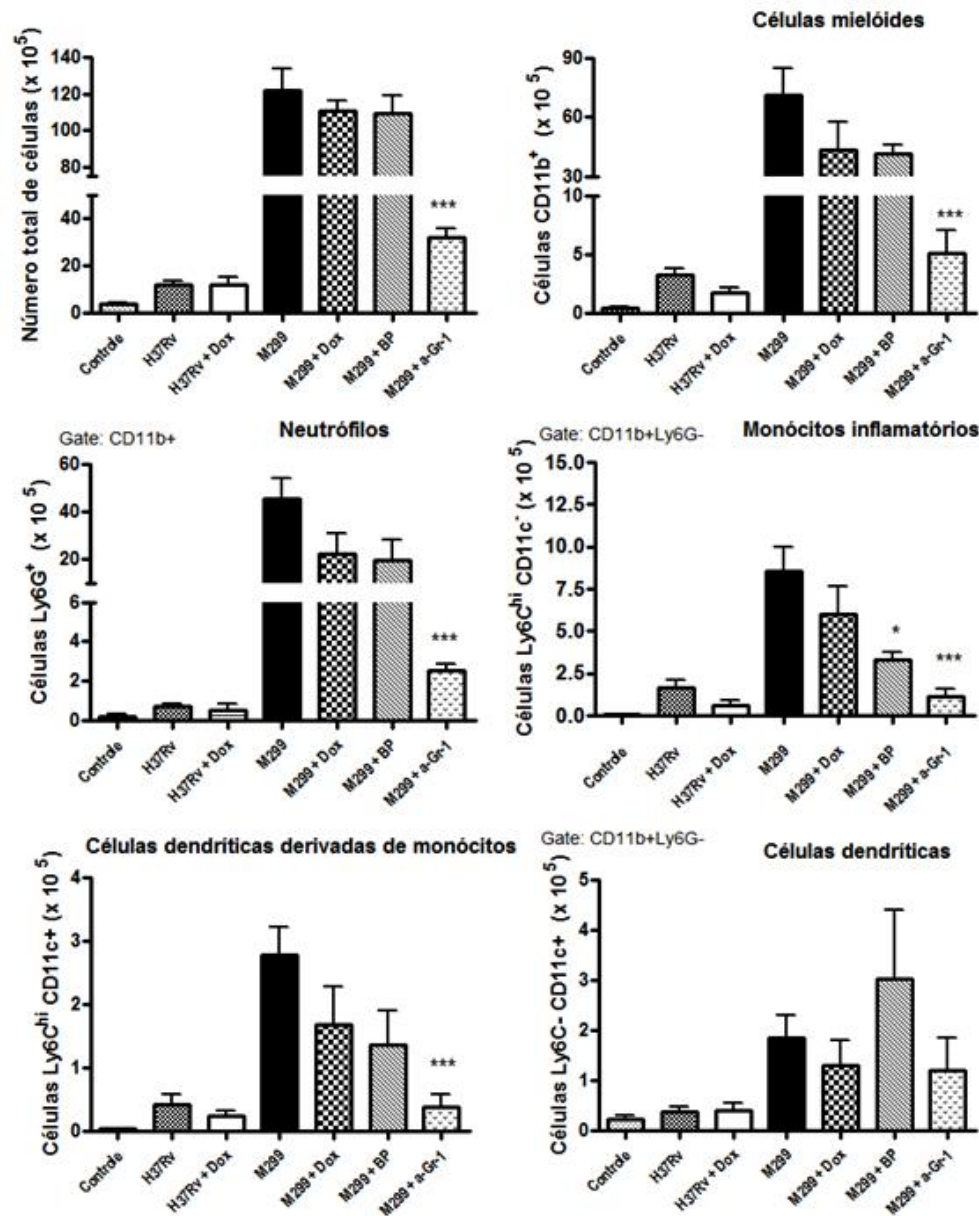 Número total de células (x 10⁵)
140
120
100
80
60
40
20
0
Controle
H37Rv
H37Rv + Dox
M299
M299 + Dox
M299 + BP
M299 + a-Gr-1
***
Células mielóides
Células CD11b⁺ (x 10⁵)
90
60
30
10
5
0
Controle
H37Rv
H37Rv + Dox
M299
M299 + Dox
M299 + BP
M299 + a-Gr-1
***
Gate: CD11b+
Neutrófilos
Células Ly6G⁺ (x 10⁵)
60
40
20
6
4
2
0
Controle
H37Rv
H37Rv + Dox
M299
M299 + Dox
M299 + BP
M299 + a-Gr-1
***
Gate: CD11b+Ly6G-
Monócitos inflamatórios
Células Ly6Cʰⁱ CD11c⁻ (x 10⁵)
15.0
12.5
10.0
7.5
5.0
2.5
0.0
Controle
H37Rv
H37Rv + Dox
M299
M299 + Dox
M299 + BP
M299 + a-Gr-1
*
***
Células dendríticas derivadas de monócitos
Células Ly6Cʰⁱ CD11c+ (x 10⁵)
4
3
2
1
0
Controle
H37Rv
H37Rv + Dox
M299
M299 + Dox
M299 + BP
M299 + a-Gr-1
***
Gate: CD11b+Ly6G-
Células dendríticas
Células Ly6C- CD11c+ (x 10⁵)
5
4
3
2
1
0
Controle
H37Rv
H37Rv + Dox
M299
M299 + Dox
M299 + BP
M299 + a-Gr-1